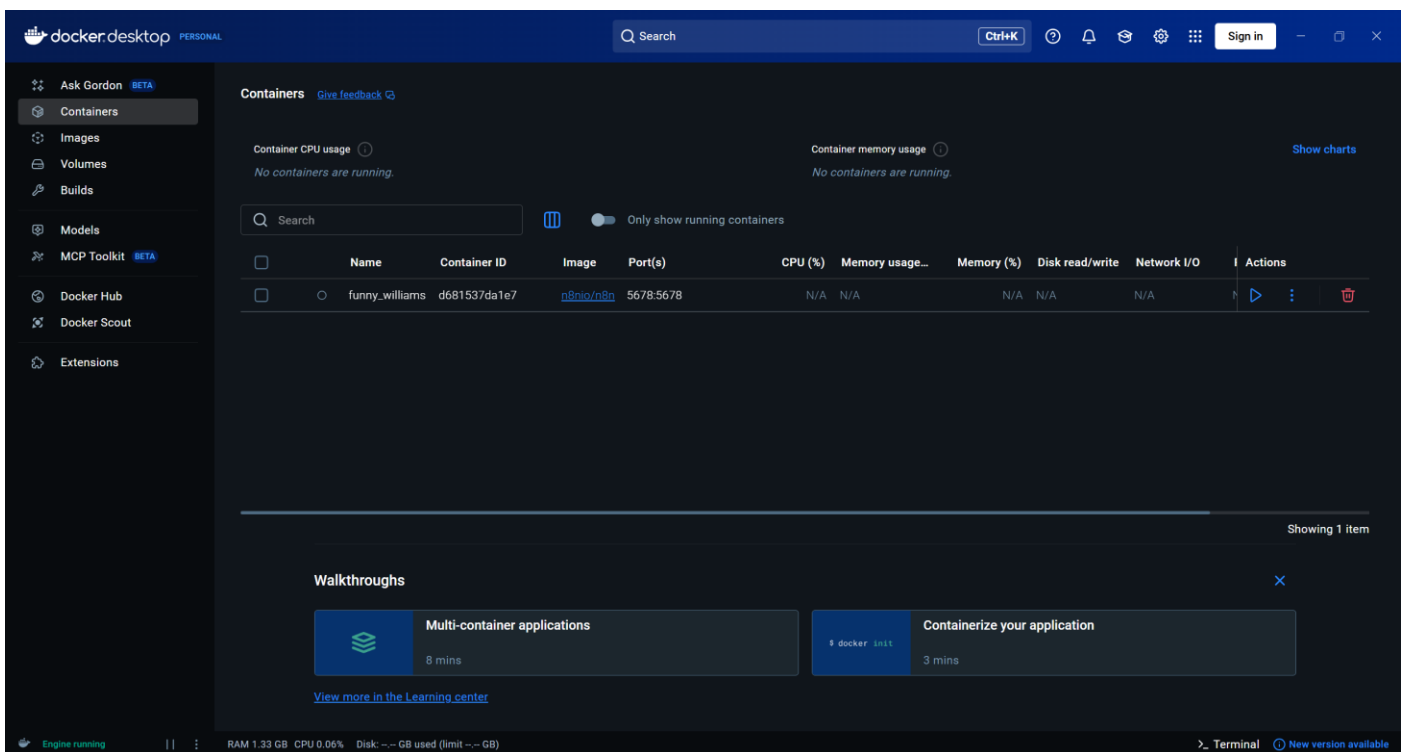 docker.desktop PERSONAL
Search
Ctrl+K
Sign in
Ask Gordon BETA
Containers
Images
Volumes
Builds
Models
MCP Toolkit BETA
Docker Hub
Docker Scout
Extensions
Containers Give feedback
Container CPU usage
No containers are running.
Container memory usage
No containers are running.
Show charts
Search
Only show running containers
Name Container ID Image Port(s) CPU (%) Memory usage... Memory (%) Disk read/write Network I/O Actions
funny_williams d681537da1e7 n8nio/n8n 5678:5678 N/A N/A N/A N/A N/A
Showing 1 item
Walkthroughs
Multi-container applications
8 mins
$ docker init
Containerize your application
3 mins
View more in the Learning center
Engine running
RAM 1.33 GB CPU 0.06% Disk: --.-- GB used (limit --.-- GB)
>_ Terminal
New version available